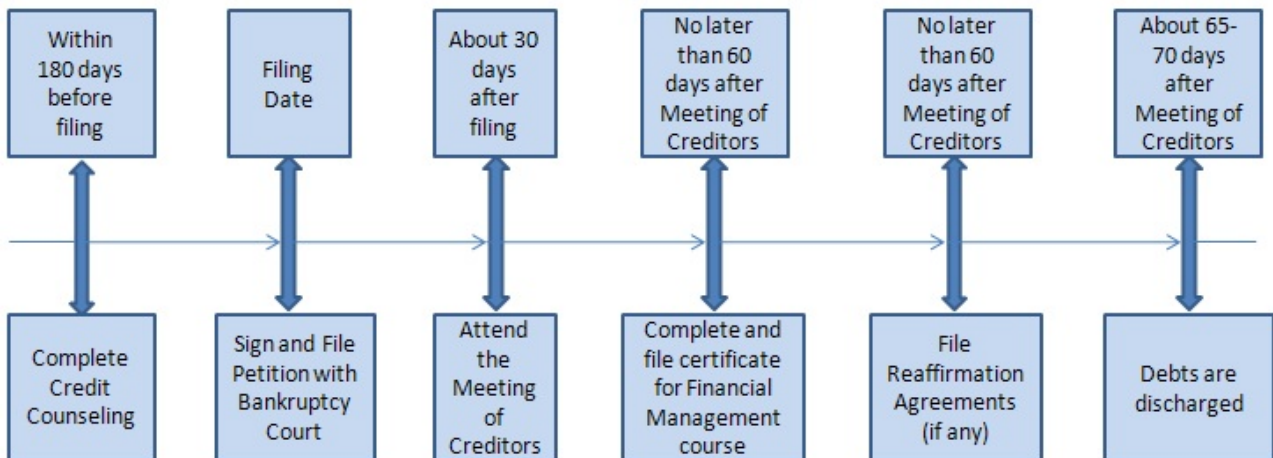 Within
180 days
before
filing
Filing
Date
About 30
days
after
filing
No later
than 60
days after
Meeting of
Creditors
No later
than 60
days after
Meeting of
Creditors
About 65-
70 days
after
Meeting of
Creditors
Complete
Credit
Counseling
Sign and File
Petition with
Bankruptcy
Court
Attend
the
Meeting
of
Creditors
Complete and
file certificate
for Financial
Management
course
File
Reaffirmation
Agreements
(if any)
Debts are
discharged